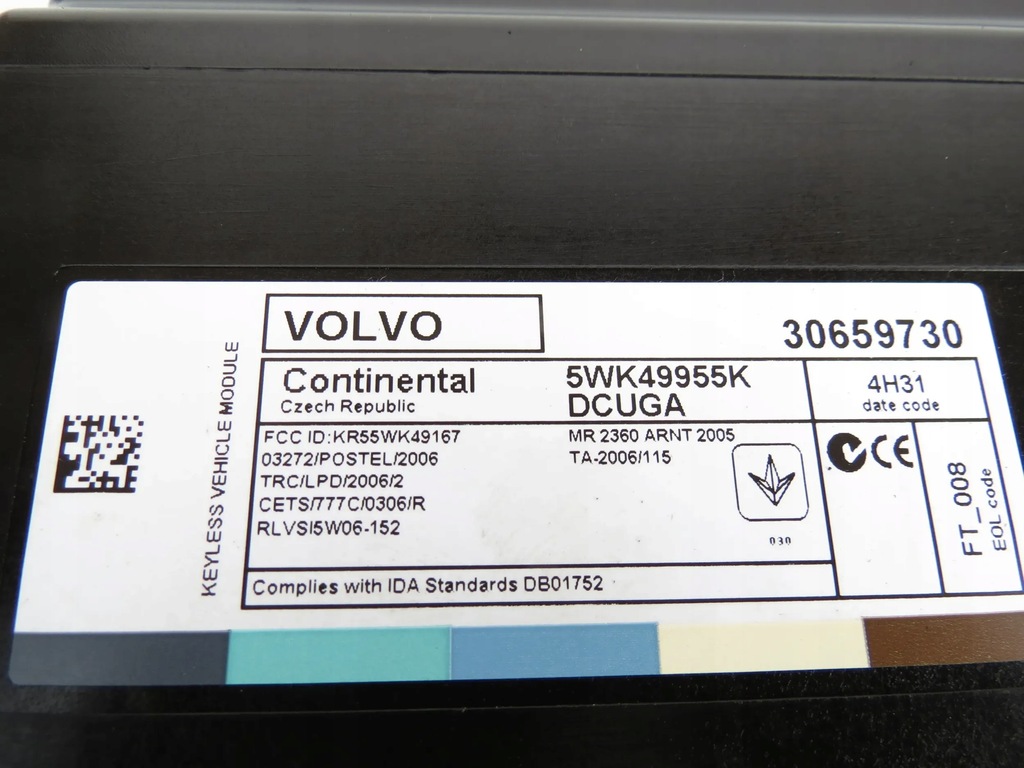 VOLVO
30659730
KEYLESS VEHICLE MODULE
Continental
Czech Republic
5WK49955K
DCUGA
4H31
date code
FCC ID:KR55WK49167
03272/POSTEL/2006
TRC/LPD/2006/2
CETS/777C/0306/R
RLVSI5W06-152
MR 2360 ARNT 2005
TA-2006/115
030
CE
FT_008
EOL code
Complies with IDA Standards DB01752